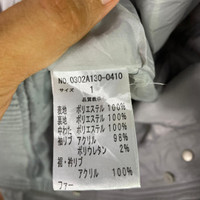 NO.0302A130-0410
サイズ 1
品質表示
表地 ポリエステル 100%
裏地 ポリエステル 100%
中わた ポリエステル 100%
袖リブ アクリル 98%
ポリウレタン 2%
裾・衿リブ
アクリル 100%
ファー